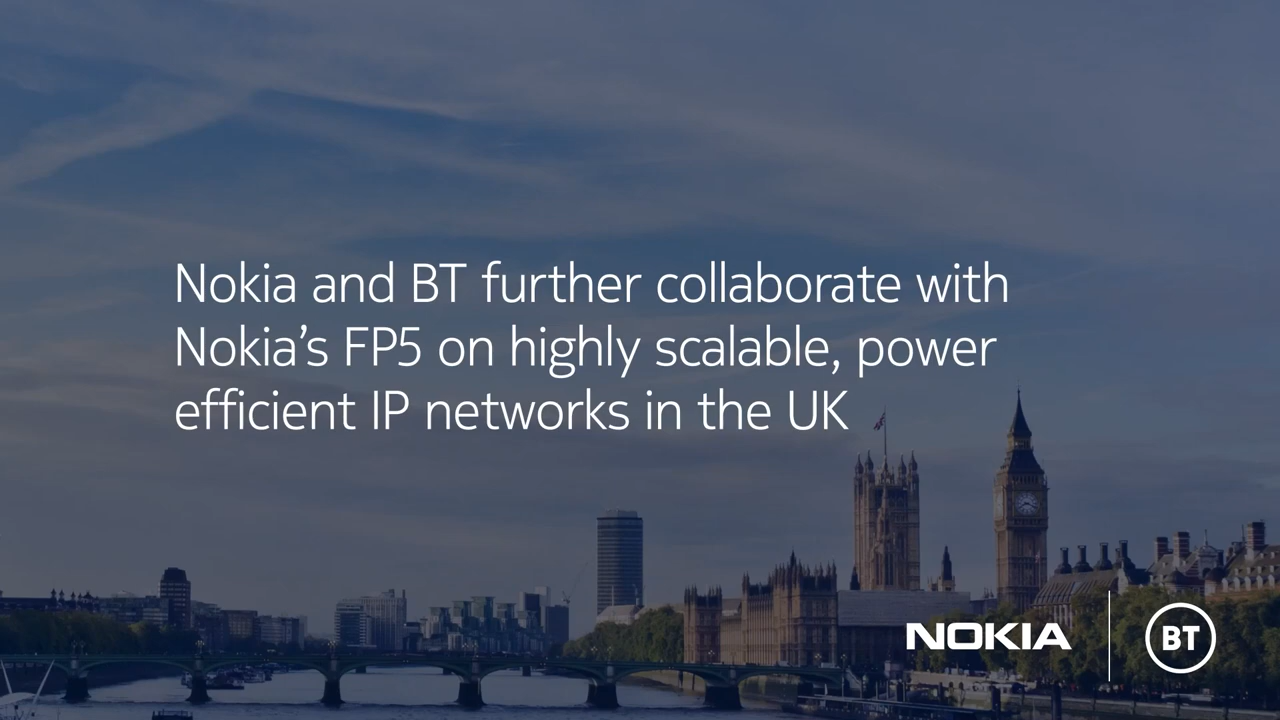 Nokia and BT further collaborate with
Nokia’s FP5 on highly scalable, power
efficient IP networks in the UK
NOKIA
BT